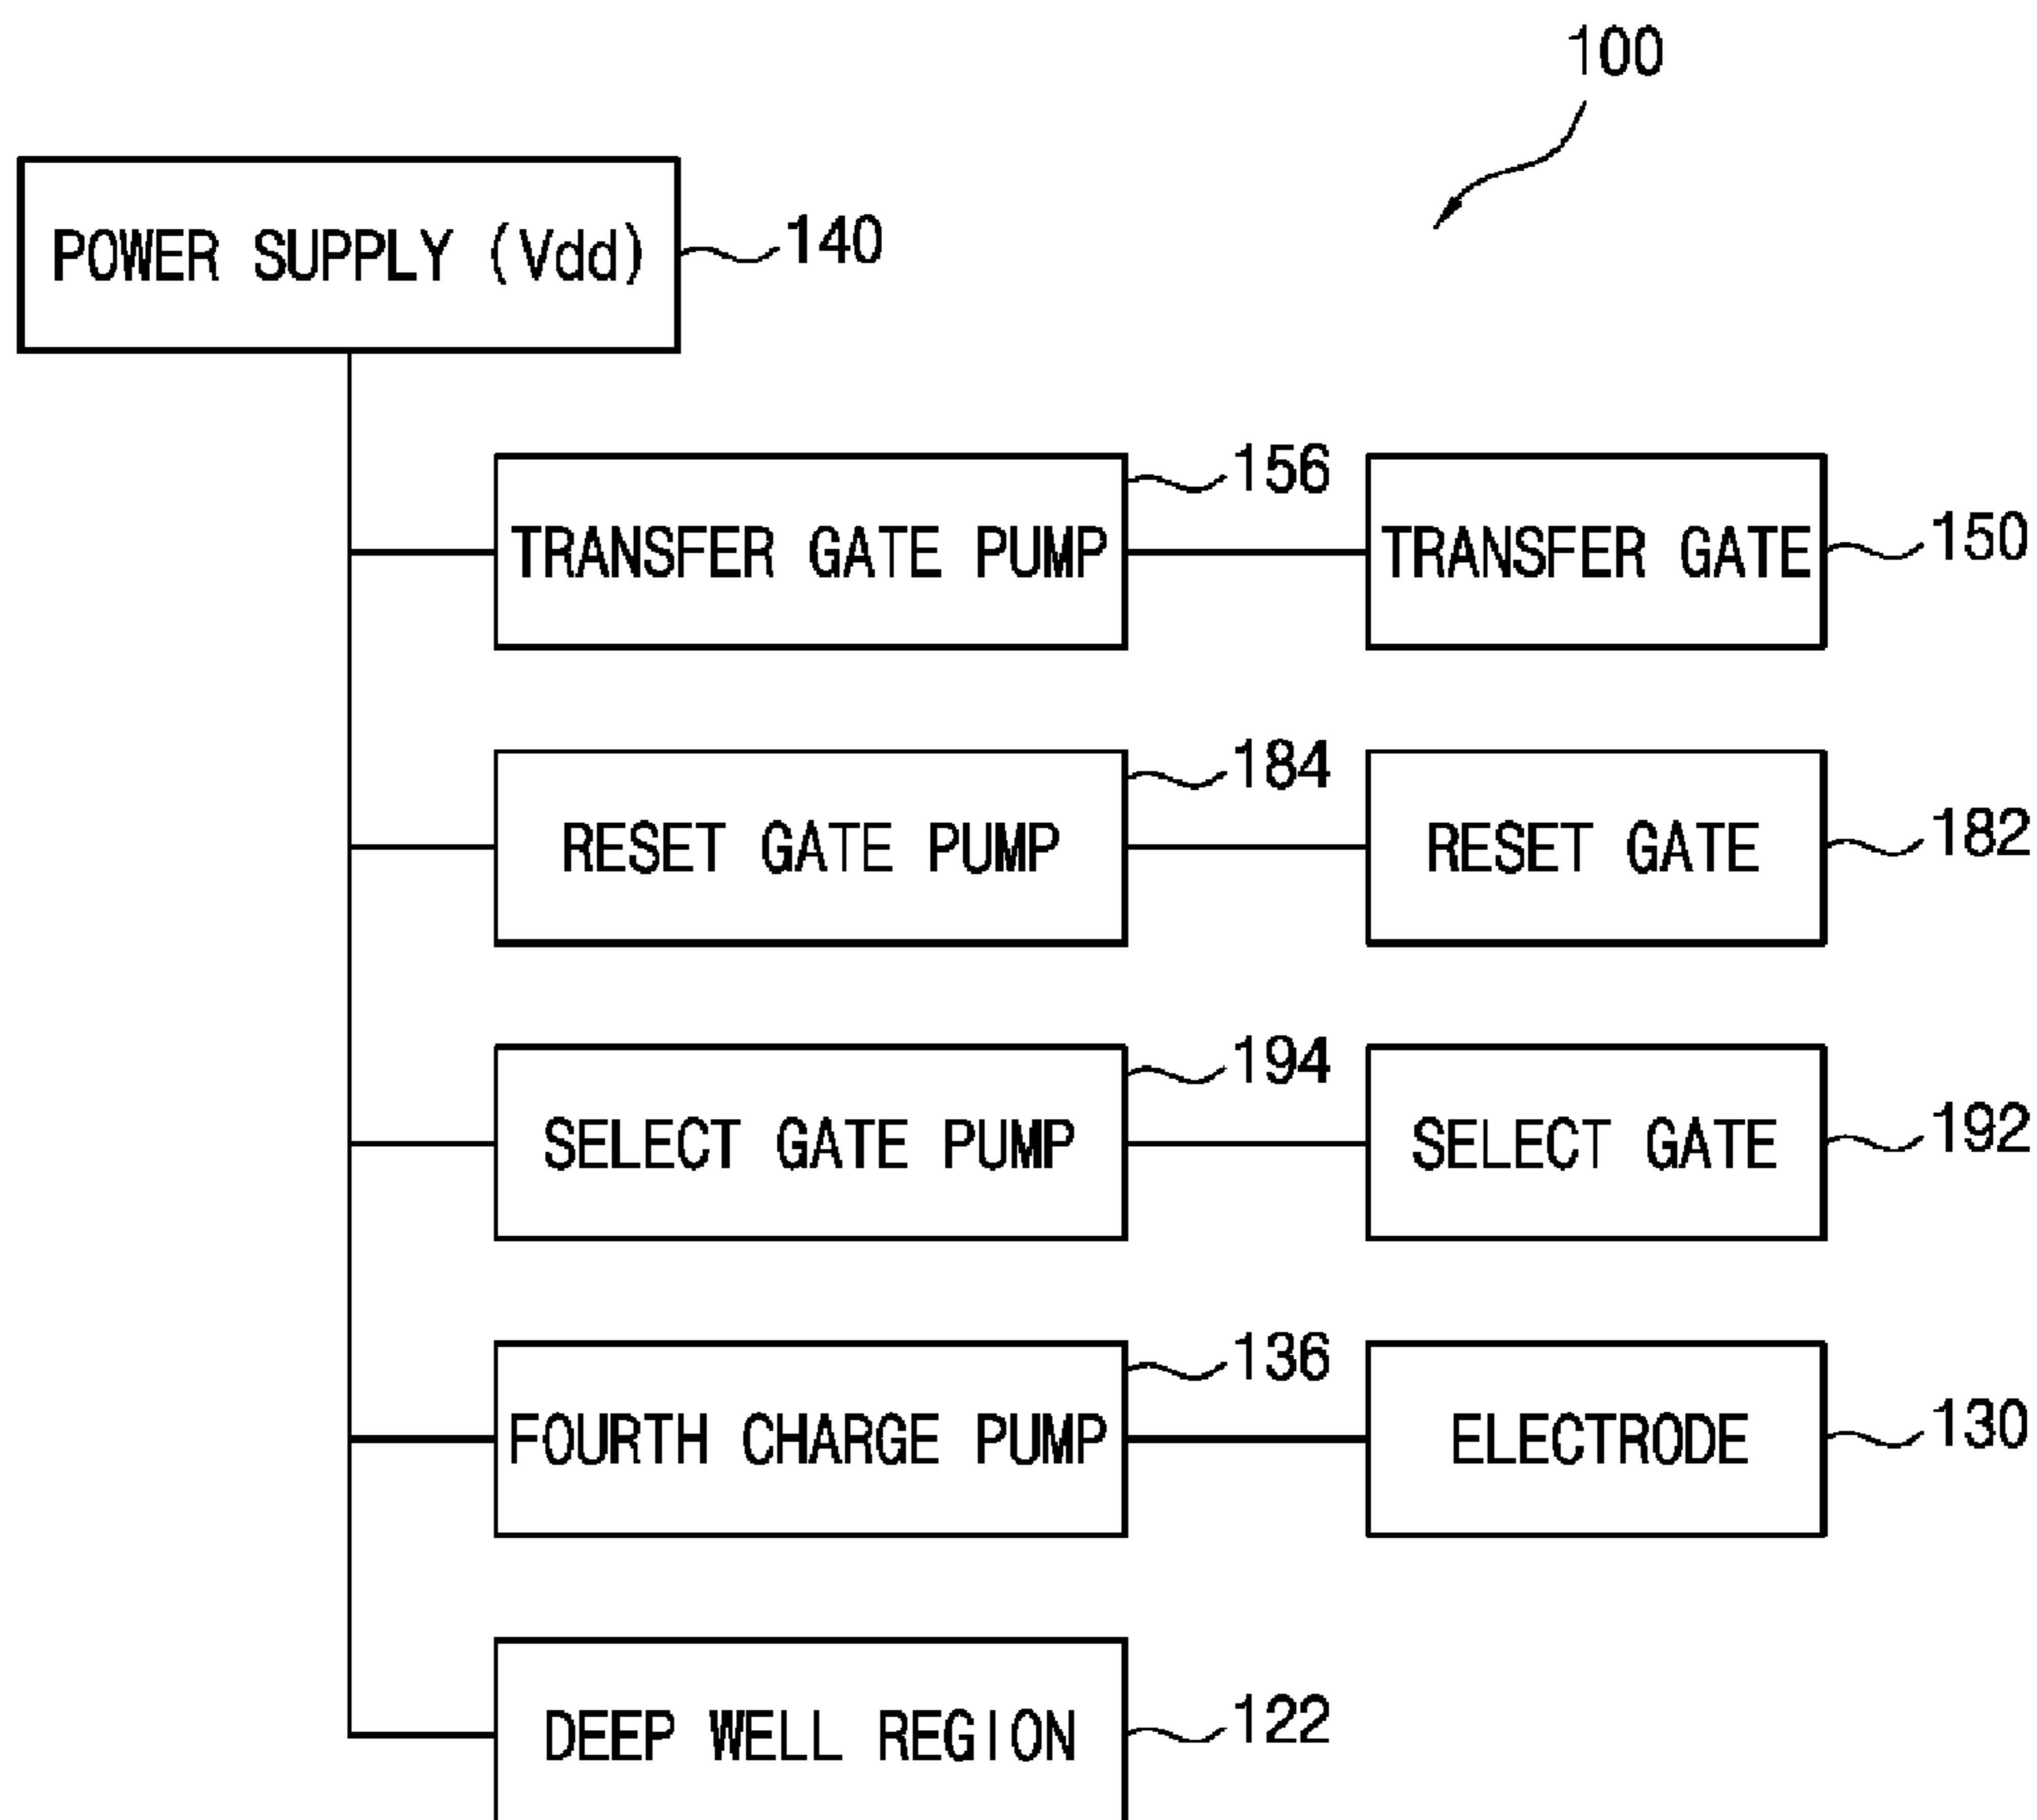 100
POWER SUPPLY (Vdd)
140
156
TRANSFER GATE PUMP
TRANSFER GATE
150
184
RESET GATE PUMP
RESET GATE
182
194
SELECT GATE PUMP
SELECT GATE
192
136
FOURTH CHARGE PUMP
ELECTRODE
130
DEEP WELL REGION
122